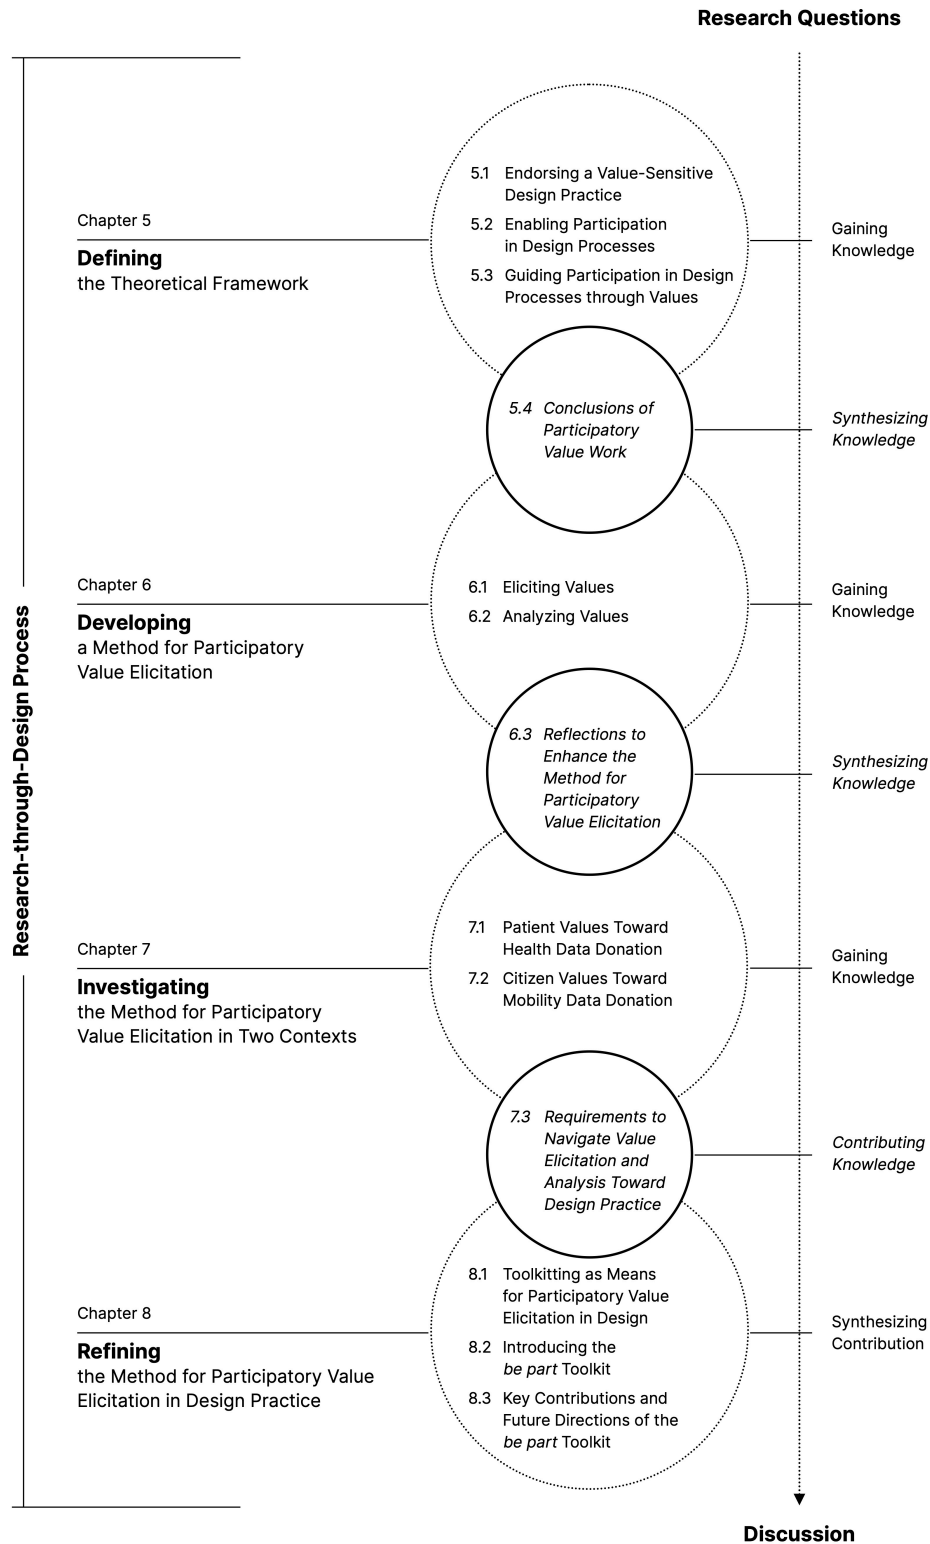 Research Questions
Research-through-Design Process
Chapter 5
Defining
the Theoretical Framework
5.1 Endorsing a Value-Sensitive
Design Practice
5.2 Enabling Participation
in Design Processes
5.3 Guiding Participation in Design
Processes through Values
Gaining
Knowledge
5.4 Conclusions of
Participatory
Value Work
Synthesizing
Knowledge
Chapter 6
Developing
a Method for Participatory
Value Elicitation
6.1 Eliciting Values
6.2 Analyzing Values
Gaining
Knowledge
6.3 Reflections to
Enhance the
Method for
Participatory
Value Elicitation
Synthesizing
Knowledge
Chapter 7
Investigating
the Method for Participatory
Value Elicitation in Two Contexts
7.1 Patient Values Toward
Health Data Donation
7.2 Citizen Values Toward
Mobility Data Donation
Gaining
Knowledge
7.3 Requirements to
Navigate Value
Elicitation and
Analysis Toward
Design Practice
Contributing
Knowledge
Chapter 8
Refining
the Method for Participatory Value
Elicitation in Design Practice
8.1 Toolkitting as Means
for Participatory Value
Elicitation in Design
8.2 Introducing the
be part Toolkit
8.3 Key Contributions and
Future Directions of the
be part Toolkit
Synthesizing
Contribution
Discussion